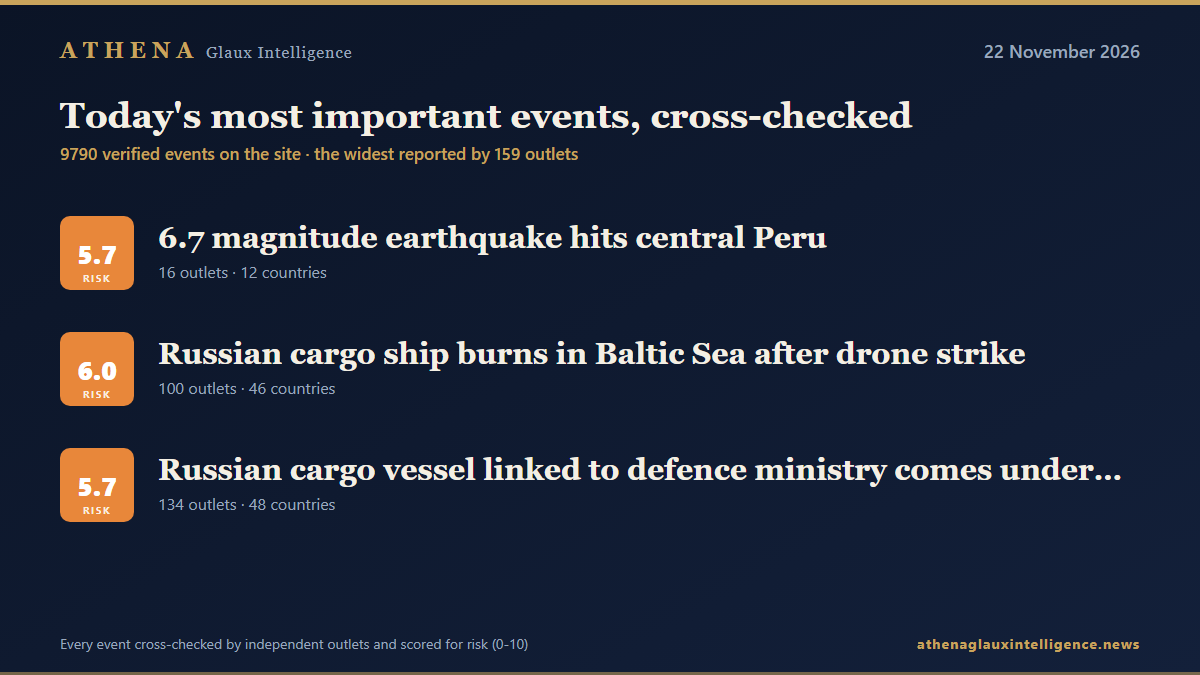 ATHENA Glaux Intelligence
22 November 2026
Today's most important events, cross-checked
9790 verified events on the site · the widest reported by 159 outlets
5.7
RISK
6.7 magnitude earthquake hits central Peru
16 outlets · 12 countries
6.0
RISK
Russian cargo ship burns in Baltic Sea after drone strike
100 outlets · 46 countries
5.7
RISK
Russian cargo vessel linked to defence ministry comes under...
134 outlets · 48 countries
Every event cross-checked by independent outlets and scored for risk (0-10)
athenaglauxintelligence.news